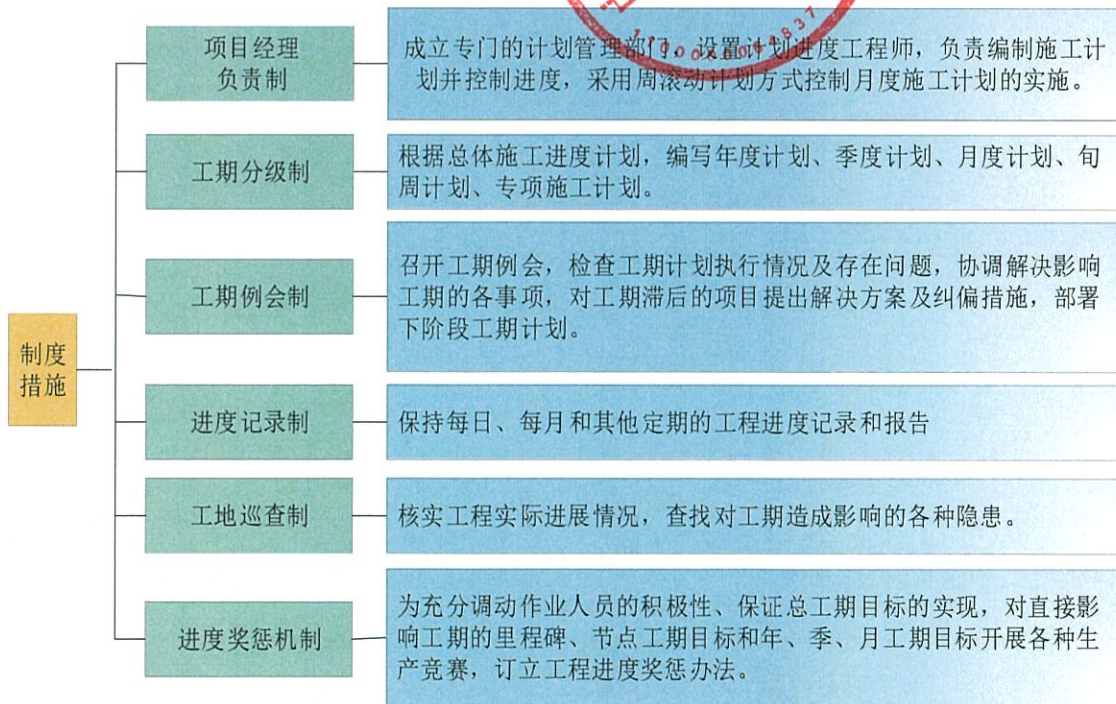 项目经理
负责制
成立专门的计划管理部门，设置计划进度工程师，负责编制施工计
划并控制进度，采用周滚动计划方式控制月度施工计划的实施。
工期分级制
根据总体施工进度计划，编写年度计划、季度计划、月度计划、旬
周计划、专项施工计划。
工期例会制
召开工期例会，检查工期计划执行情况及存在问题，协调解决影响
工期的各事项，对工期滞后的项目提出解决方案及纠偏措施，部署
下阶段工期计划。
制度
措施
进度记录制
保持每日、每月和其他定期的工程进度记录和报告
工地巡查制
核实工程实际进展情况，查找对工期造成影响的各种隐患。
进度奖惩机制
为充分调动作业人员的积极性、保证总工期目标的实现，对直接影
响工期的里程碑、节点工期目标和年、季、月工期目标开展各种生
产竞赛，订立工程进度奖惩办法。